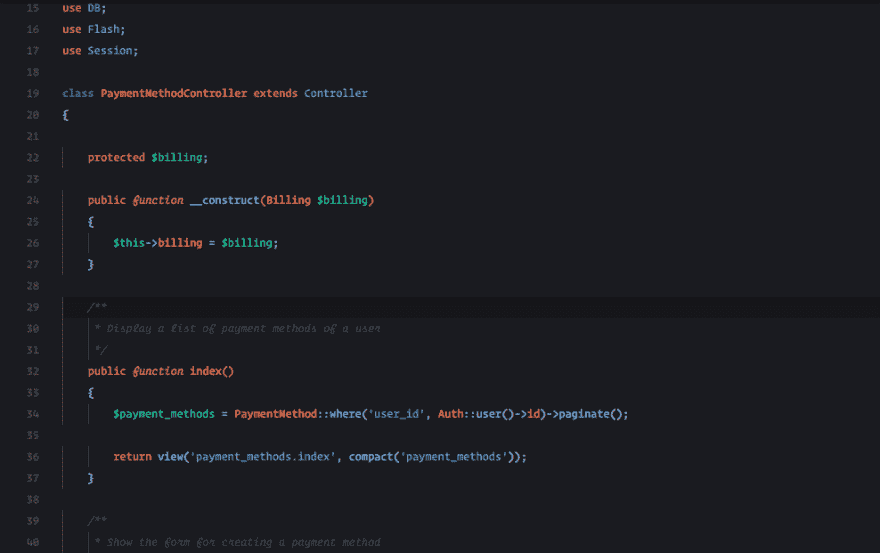 15 use DB;
16 use Flash;
17 use Session;
18
19 class PaymentMethodController extends Controller
20 {
21
22 protected $billing;
23
24 public function __construct(Billing $billing)
25 {
26 $this->billing = $billing;
27 }
28
29 /**
30 * Display a list of payment methods of a user
31 */
32 public function index()
33 {
34 $payment_methods = PaymentMethod::where('user_id', Auth::user()->id)->paginate();
35
36 return view('payment_methods.index', compact('payment_methods'));
37 }
38
39 /**
40 * Show the form for creating a payment method